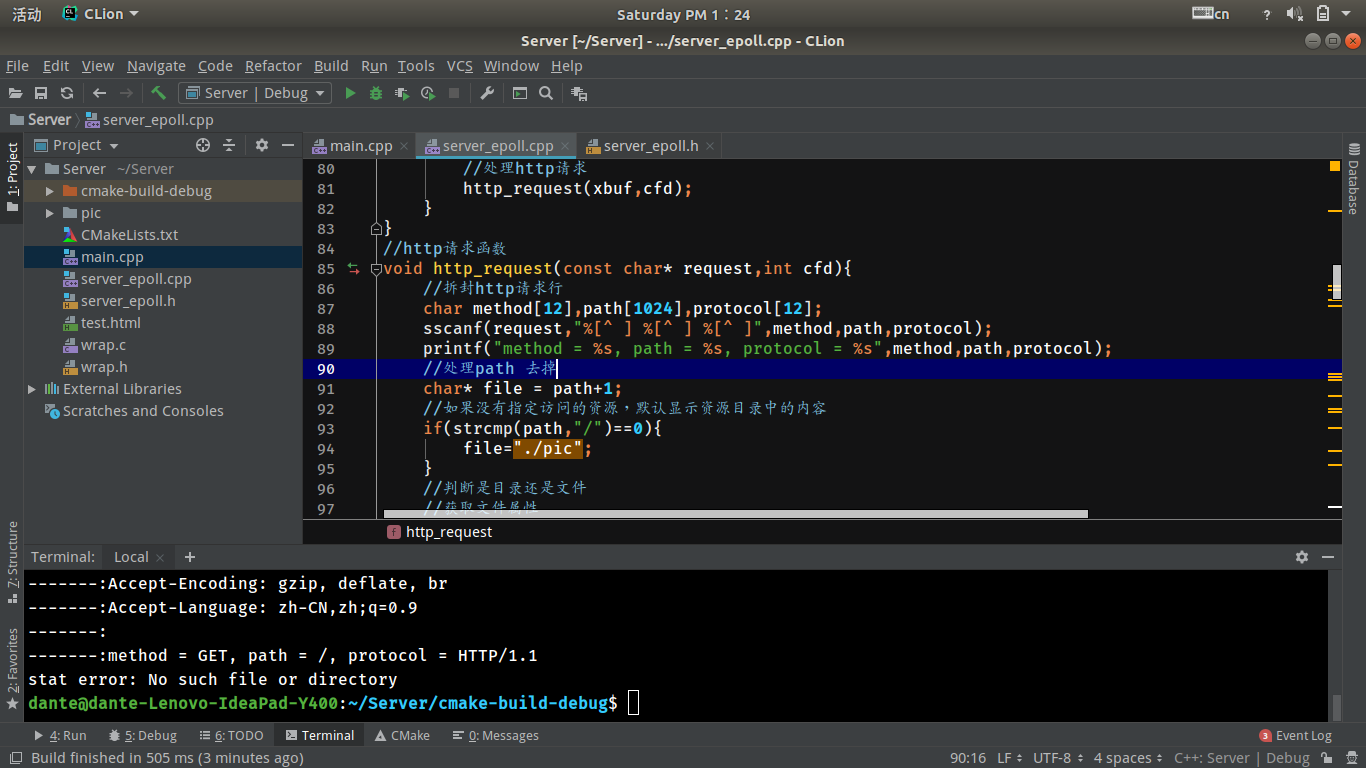 活动 CLion Saturday PM 1：24 cn ?
Server [~/Server] - .../server_epoll.cpp - CLion
File Edit View Navigate Code Refactor Build Run Tools VCS Window Help
Server | Debug
Server server_epoll.cpp
1: Project
Project
main.cpp server_epoll.cpp server_epoll.h
Database
Server ~/Server
cmake-build-debug
pic
CMakeLists.txt
main.cpp
server_epoll.cpp
server_epoll.h
test.html
wrap.c
wrap.h
External Libraries
Scratches and Consoles
80 //处理http请求
81 http_request(xbuf,cfd);
82 }
83 }
84 //http请求函数
85 void http_request(const char* request,int cfd){
86 //拆封http请求行
87 char method[12],path[1024],protocol[12];
88 sscanf(request,"%[^ ] %[^ ] %[^ ]",method,path,protocol);
89 printf("method = %s, path = %s, protocol = %s",method,path,protocol);
90 //处理path 去掉
91 char* file = path+1;
92 //如果没有指定访问的资源，默认显示资源目录中的内容
93 if(strcmp(path,"/")==0){
94 file="./pic";
95 }
96 //判断是目录还是文件
97 //获取文件属性
f http_request
7: Structure
2: Favorites
Terminal: Local
-------:Accept-Encoding: gzip, deflate, br
-------:Accept-Language: zh-CN,zh;q=0.9
-------:
-------:method = GET, path = /, protocol = HTTP/1.1
stat error: No such file or directory
dante@dante-Lenovo-IdeaPad-Y400:~/Server/cmake-build-debug$
4: Run 5: Debug 6: TODO Terminal CMake 0: Messages 3 Event Log
Build finished in 505 ms (3 minutes ago) 90:16 LF UTF-8 4 spaces C++: Server | Debug